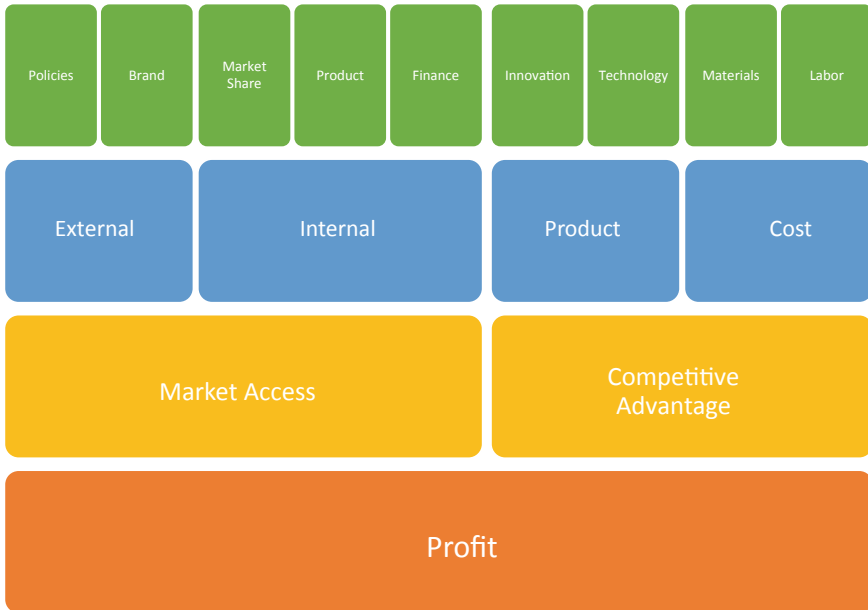 Policies
Brand
Market
Share
Product
Finance
Innovation
Technology
Materials
Labor
External
Internal
Product
Cost
Market Access
Competitive
Advantage
Profit